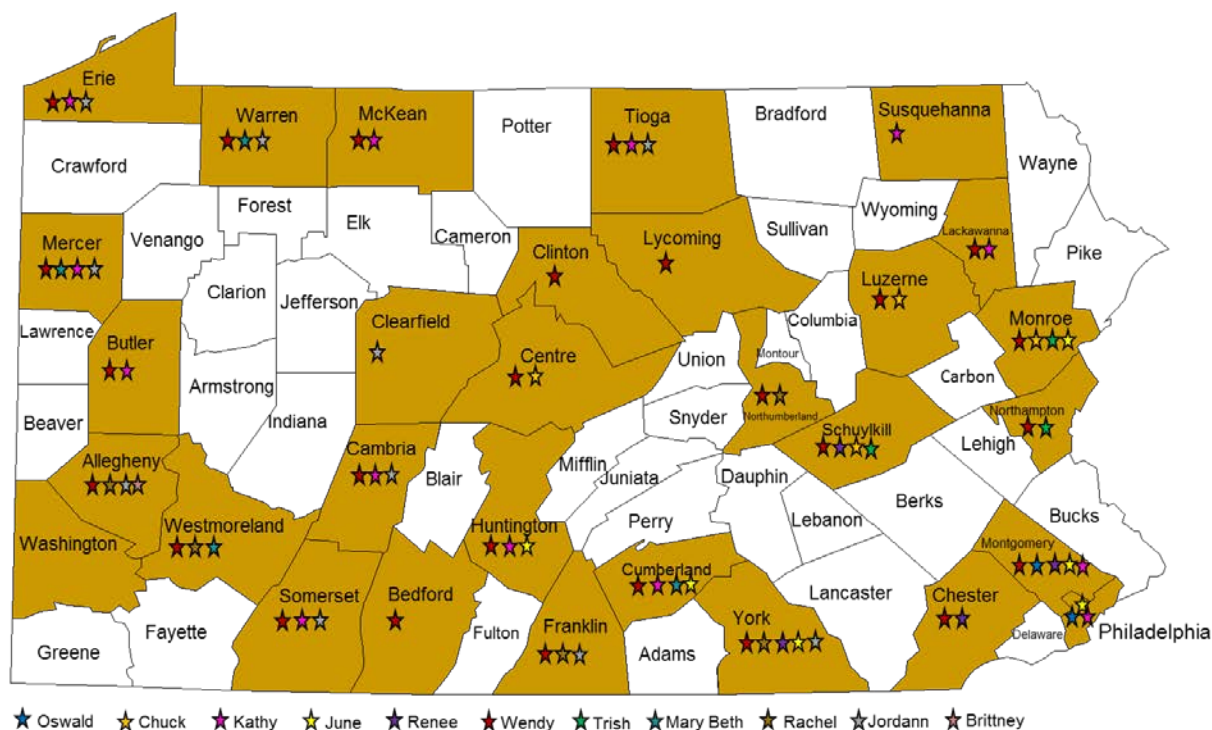 Erie
Warren
McKean
Potter
Tioga
Bradford
Susquehanna
Crawford
Wayne
Forest
Elk
Cameron
Wyoming
Mercer
Venango
Clinton
Lycoming
Sullivan
Lackawanna
Pike
Clarion
Jefferson
Luzerne
Lawrence
Butler
Clearfield
Centre
Columbia
Monroe
Union
Montour
Armstrong
Carbon
Beaver
Indiana
Snyder
Northumberland
Northampton
Schuylkill
Lehigh
Allegheny
Cambria
Blair
Mifflin
Juniata
Dauphin
Berks
Washington
Westmoreland
Huntington
Perry
Lebanon
Bucks
Montgomery
Cumberland
Somerset
Bedford
Lancaster
Chester
Greene
Fayette
Fulton
Franklin
Adams
York
Delaware
Philadelphia
Oswald Chuck Kathy June Renee Wendy Trish Mary Beth Rachel Jordann Brittney